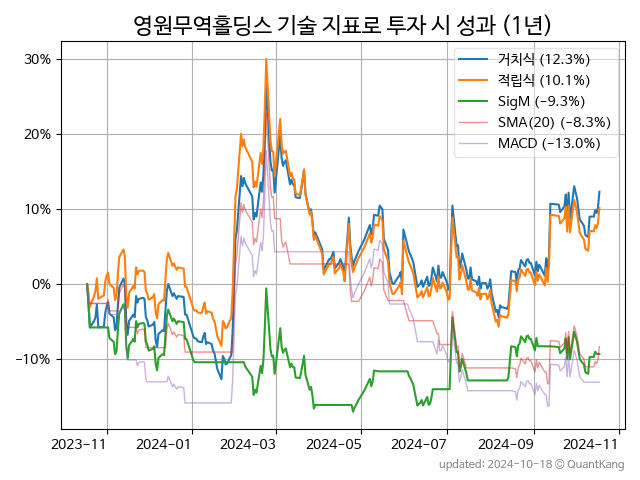 영원무역홀딩스 기술 지표로 투자 시 성과 (1년)
거치식 (12.3%)
적립식 (10.1%)
SigM (−9.3%)
SMA(20) (−8.3%)
MACD (−13.0%)
30%
20%
10%
0%
−10%
2023-11 2024-01 2024-03 2024-05 2024-07 2024-09 2024-11
updated: 2024-10-18 @ QuantKang